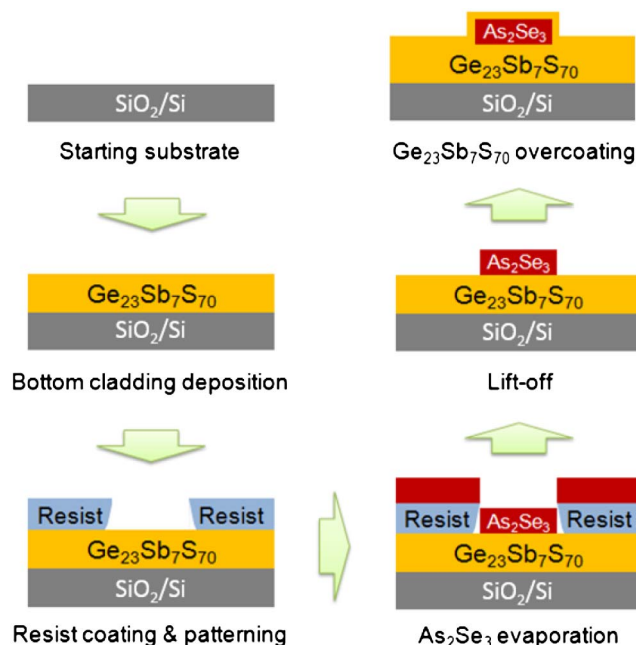 SiO₂/Si
Starting substrate
Ge₂₃Sb₇S₇₀
SiO₂/Si
Bottom cladding deposition
Resist Resist
Ge₂₃Sb₇S₇₀
SiO₂/Si
Resist coating & patterning
Resist As₂Se₃ Resist
Ge₂₃Sb₇S₇₀
SiO₂/Si
As₂Se₃ evaporation
As₂Se₃
Ge₂₃Sb₇S₇₀
SiO₂/Si
Lift-off
As₂Se₃
Ge₂₃Sb₇S₇₀
SiO₂/Si
Ge₂₃Sb₇S₇₀ overcoating